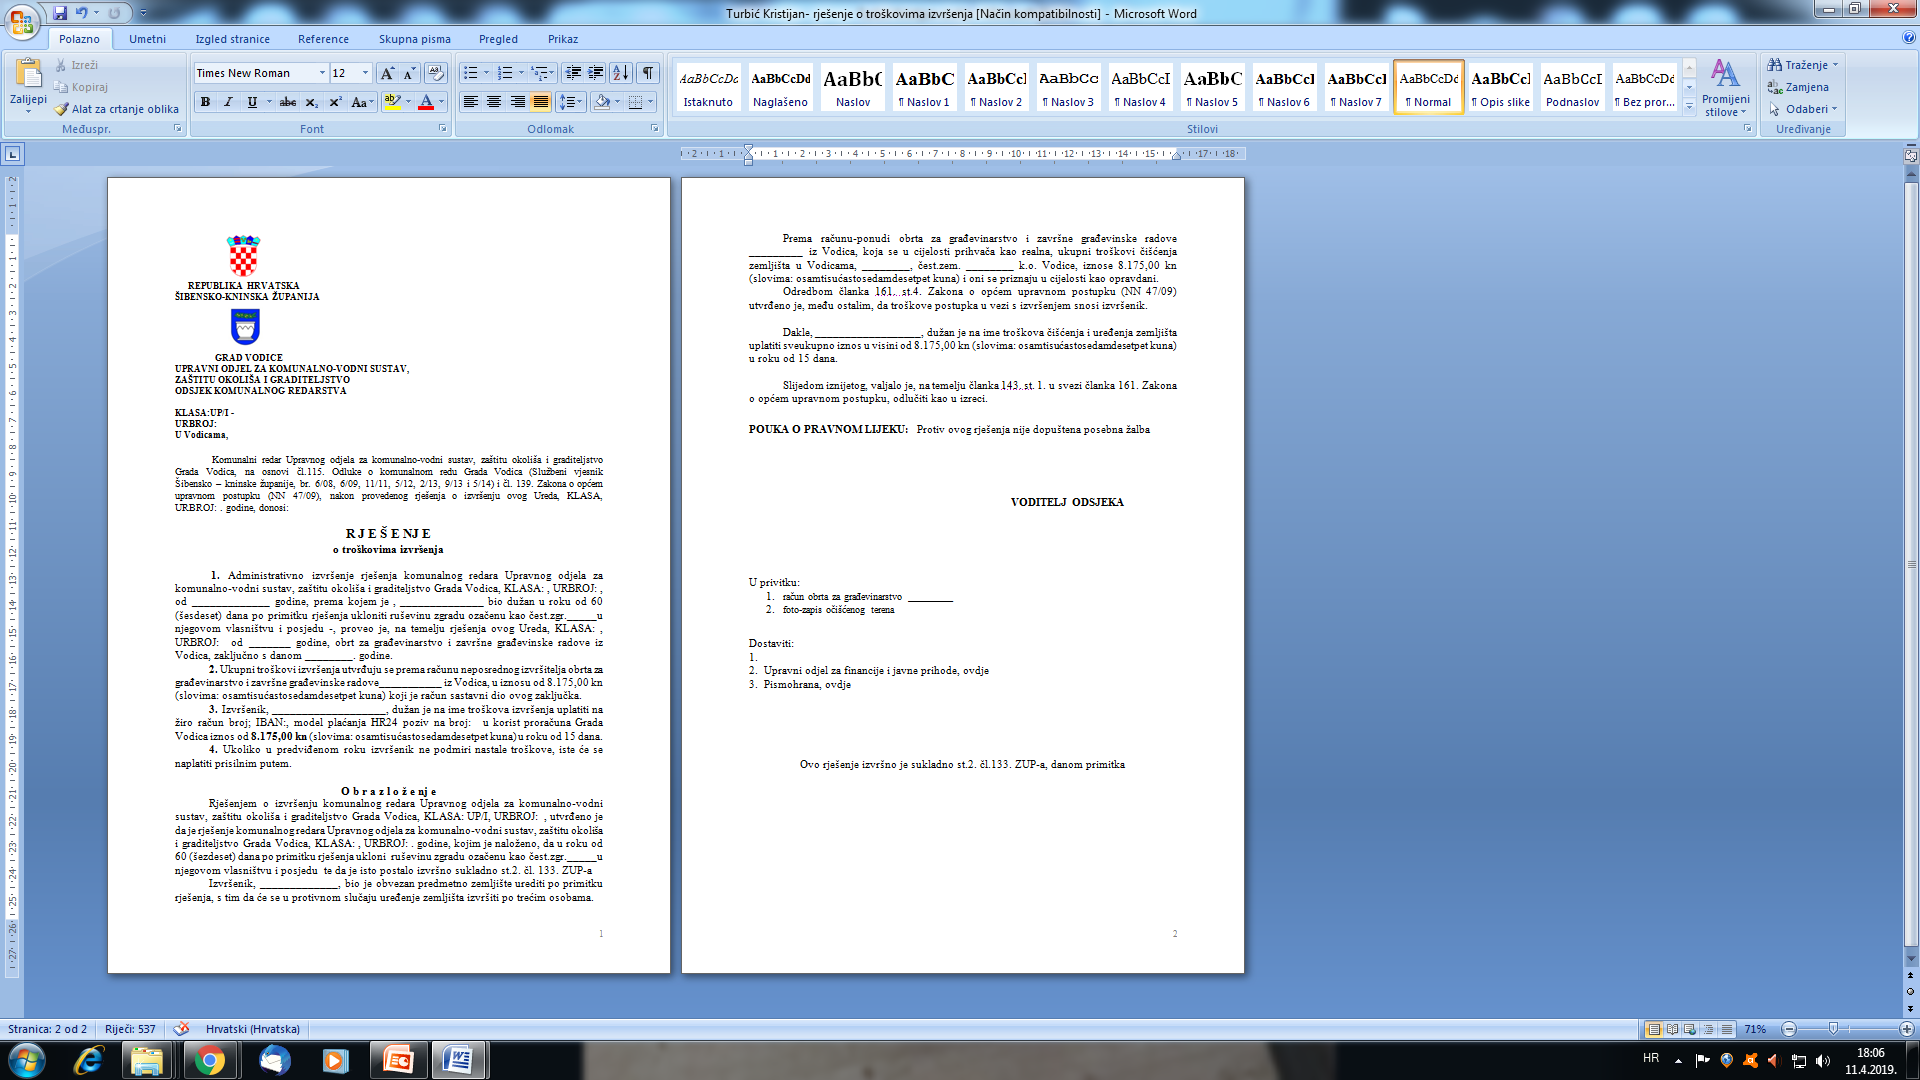 Turbić Kristijan- rješenje o troškovima izvršenja [Način kompatibilnosti] - Microsoft Word
Polazno Umetni Izgled stranice Reference Skupna pisma Pregled Prikaz
Zalijepi
Izreži
Kopiraj
Alat za crtanje oblika
Međuspr.
Times New Roman 12
Font
Odlomak
AaBbCcDc AaBbCcDd AaBb( AaBbC AaBbCcI AaBbCc AaBbCcI AaBbC AaBbCcI AaBbCcI AaBbCcDd AaBbCcI AaBbCcI AaBbCcDd
Istaknuto Naglašeno Naslov ¶ Naslov 1 ¶ Naslov 2 ¶ Naslov 3 ¶ Naslov 4 ¶ Naslov 5 ¶ Naslov 6 ¶ Naslov 7 ¶ Normal ¶ Opis slike Podnaslov ¶ Bez pror...
Stilovi
Promijeni stilove
Traženje
Zamjena
Odaberi
Uređivanje
REPUBLIKA HRVATSKA
ŠIBENSKO-KNINSKA ŽUPANIJA
GRAD VODICE
UPRAVNI ODJEL ZA KOMUNALNO-VODNI SUSTAV,
ZAŠTITU OKOLIŠA I GRADITELJSTVO
ODSJEK KOMUNALNOG REDARSTVA
KLASA:UP/I -
URBROJ:
U Vodicama,
Komunalni redar Upravnog odjela za komunalno-vodni sustav, zaštitu okoliša i graditeljstvo
Grada Vodica, na osnovi čl.115. Odluke o komunalnom redu Grada Vodica (Službeni vjesnik
Šibensko – kninske županije, br. 6/08, 6/09, 11/11, 5/12, 2/13, 9/13 i 5/14) i čl. 139. Zakona o općem
upravnom postupku (NN 47/09), nakon provedenog rješenja o izvršenju ovog Ureda, KLASA,
URBROJ: . godine, donosi:
R J E Š E NJ E
o troškovima izvršenja
1. Administrativno izvršenje rješenja komunalnog redara Upravnog odjela za
komunalno-vodni sustav, zaštitu okoliša i graditeljstvo Grada Vodica, KLASA: , URBROJ: ,
od _____________ godine, prema kojem je , ______________ bio dužan u roku od 60
(šesdeset) dana po primitku rješenja ukloniti ruševinu zgradu ozačenu kao čest.zgr._____u
njegovom vlasništvu i posjedu -, proveo je, na temelju rješenja ovog Ureda, KLASA: ,
URBROJ: od _______ godine, obrt za građevinarstvo i završne građevinske radove iz
Vodica, zaključno s danom ________. godine.
2. Ukupni troškovi izvršenja utvrđuju se prema računu neposrednog izvršitelja obrta za
građevinarstvo i završne građevinske radove___________ iz Vodica, u iznosu od 8.175,00 kn
(slovima: osamtisućastosedamdesetpet kuna) koji je račun sastavni dio ovog zaključka.
3. Izvršenik, ____________________, dužan je na ime troškova izvršenja uplatiti na
žiro račun broj; IBAN:, model plaćanja HR24 poziv na broj: u korist proračuna Grada
Vodica iznos od 8.175,00 kn (slovima: osamtisućastosedamdesetpet kuna) u roku od 15 dana.
4. Ukoliko u predviđenom roku izvršenik ne podmiri nastale troškove, iste će se
naplatiti prisilnim putem.
O b r a z l o ž e nj e
Rješenjem o izvršenju komunalnog redara Upravnog odjela za komunalno-vodni
sustav, zaštitu okoliša i graditeljstvo Grada Vodica, KLASA: UP/I, URBROJ: , utvrđeno je
da je rješenje komunalnog redara Upravnog odjela za komunalno-vodni sustav, zaštitu okoliša
i graditeljstvo Grada Vodica, KLASA: , URBROJ: . godine, kojim je naloženo, da u roku od
60 (šezdeset) dana po primitku rješenja ukloni ruševinu zgradu ozačenu kao čest.zgr._____u
njegovom vlasništvu i posjedu te da je isto postalo izvršno sukladno st.2. čl. 133. ZUP-a
Izvršenik, _____________, bio je obvezan predmetno zemljište urediti po primitku
rješenja, s tim da će se u protivnom slučaju uređenje zemljišta izvršiti po trećim osobama.
1
Prema računu-ponudi obrta za građevinarstvo i završne građevinske radove
_________ iz Vodica, koja se u cijelosti prihvača kao realna, ukupni troškovi čišćenja
zemljišta u Vodicama, ________, čest.zem. ________ k.o. Vodice, iznose 8.175,00 kn
(slovima: osamtisućastosedamdesetpet kuna) i oni se priznaju u cijelosti kao opravdani.
Odredbom članka 161. st.4. Zakona o općem upravnom postupku (NN 47/09)
utvrđeno je, među ostalim, da troškove postupka u vezi s izvršenjem snosi izvršenik.
Dakle, __________________, dužan je na ime troškova čišćenja i uređenja zemljišta
uplatiti sveukupno iznos u visini od 8.175,00 kn (slovima: osamtisućastosedamdesetpet kuna)
u roku od 15 dana.
Slijedom iznijetog, valjalo je, na temelju članka 143. st. 1. u svezi članka 161. Zakona
o općem upravnom postupku, odlučiti kao u izreci.
POUKA O PRAVNOM LIJEKU: Protiv ovog rješenja nije dopuštena posebna žalba
VODITELJ ODSJEKA
U privitku:
1. račun obrta za građevinarstvo ________
2. foto-zapis očišćenog terena
Dostaviti:
1.
2. Upravni odjel za financije i javne prihode, ovdje
3. Pismohrana, ovdje
Ovo rješenje izvršno je sukladno st.2. čl.133. ZUP-a, danom primitka
2
Stranica: 2 od 2 Riječi: 537 Hrvatski (Hrvatska) 71%
HR 18:06
11.4.2019.